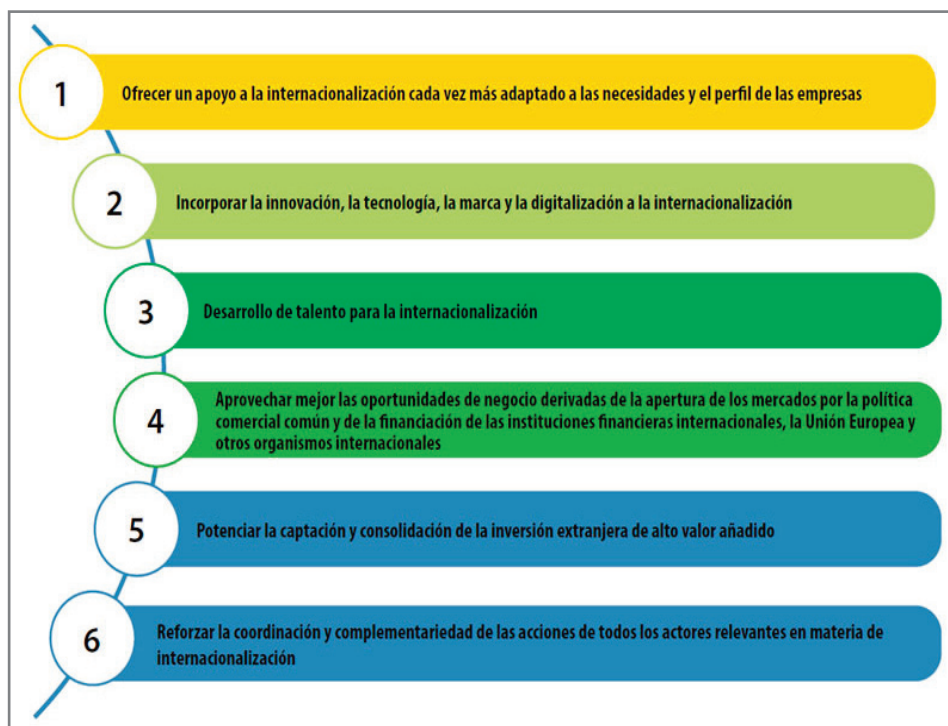 1
Ofrecer un apoyo a la internacionalización cada vez más adaptado a las necesidades y el perfil de las empresas
2
Incorporar la innovación, la tecnología, la marca y la digitalización a la internacionalización
3
Desarrollo de talento para la internacionalización
4
Aprovechar mejor las oportunidades de negocio derivadas de la apertura de los mercados por la política
comercial común y de la financiación de las instituciones financieras internacionales, la Unión Europea y
otros organismos internacionales
5
Potenciar la captación y consolidación de la inversión extranjera de alto valor añadido
6
Reforzar la coordinación y complementariedad de las acciones de todos los actores relevantes en materia de
internacionalización